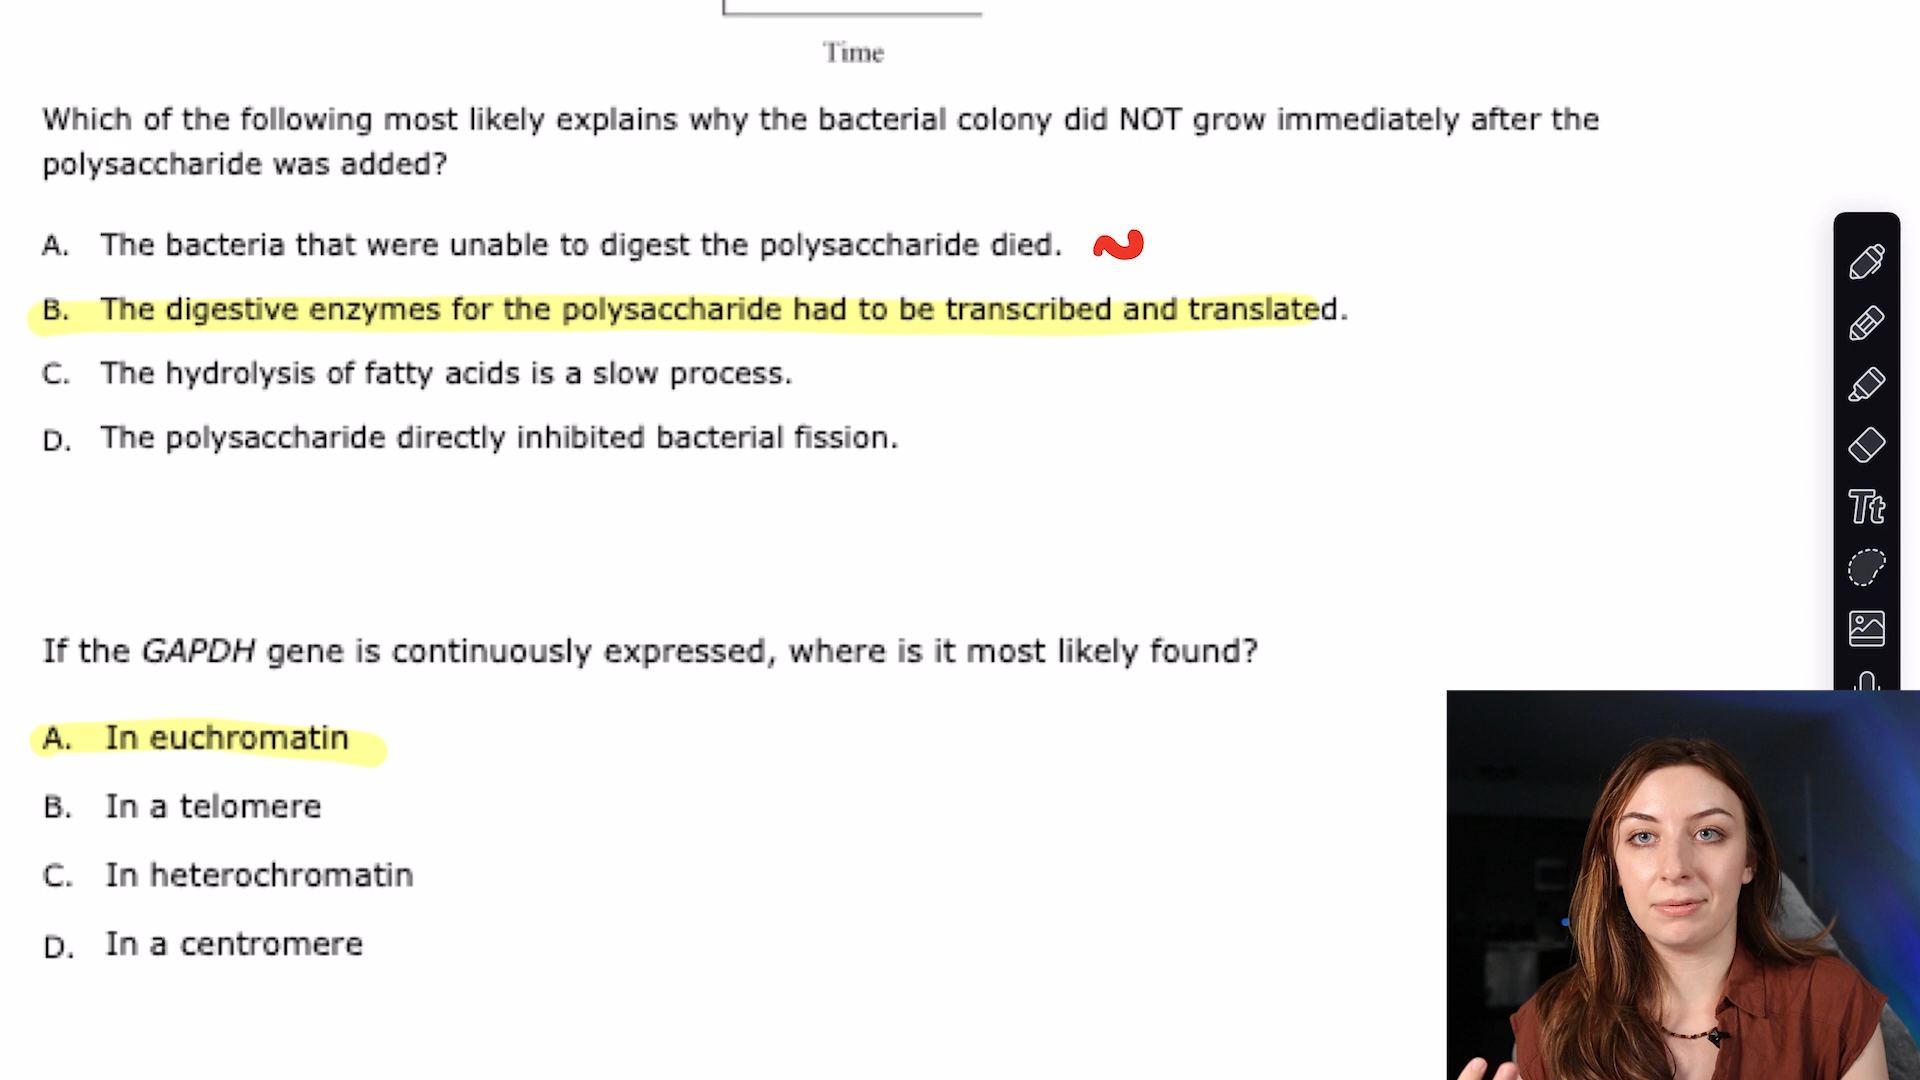 Time
Which of the following most likely explains why the bacterial colony did NOT grow immediately after the
polysaccharide was added?
A. The bacteria that were unable to digest the polysaccharide died.
B. The digestive enzymes for the polysaccharide had to be transcribed and translated.
C. The hydrolysis of fatty acids is a slow process.
D. The polysaccharide directly inhibited bacterial fission.
If the GAPDH gene is continuously expressed, where is it most likely found?
A. In euchromatin
B. In a telomere
C. In heterochromatin
D. In a centromere
Tt